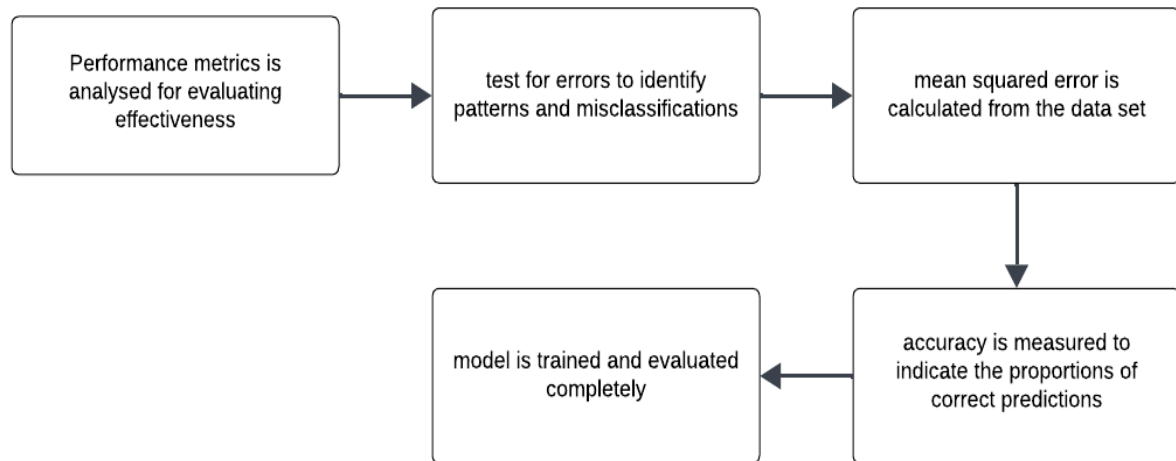 Performance metrics is
analysed for evaluating
effectiveness
test for errors to identify
patterns and misclassifications
mean squared error is
calculated from the data set
accuracy is measured to
indicate the proportions of
correct predictions
model is trained and evaluated
completely